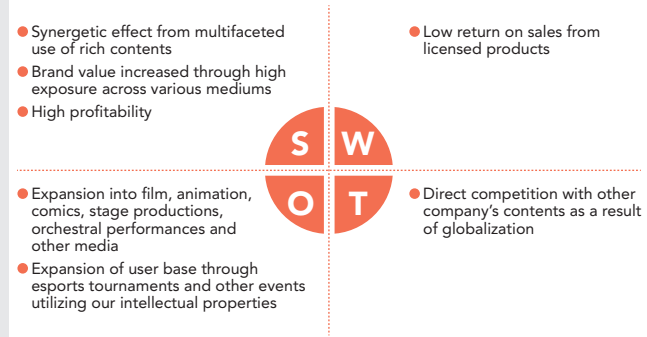 ● Synergetic effect from multifaceted
use of rich contents
● Brand value increased through high
exposure across various mediums
● High profitability
● Low return on sales from
licensed products
S W
O T
● Expansion into film, animation,
comics, stage productions,
orchestral performances and
other media
● Expansion of user base through
esports tournaments and other events
utilizing our intellectual properties
● Direct competition with other
company’s contents as a result
of globalization